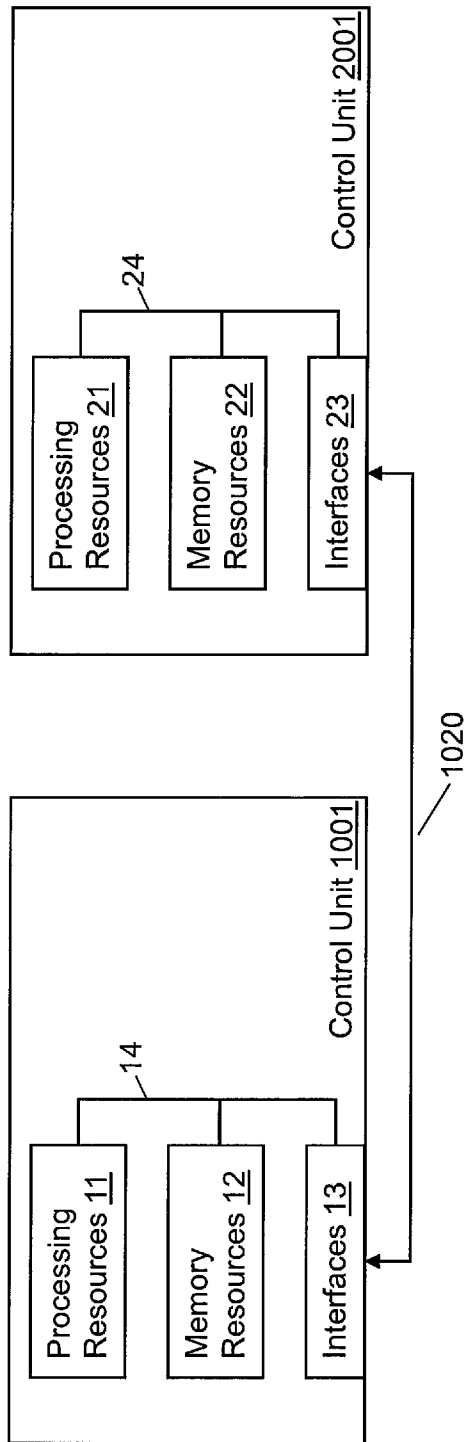 Processing
Resources 11
14
Memory
Resources 12
Interfaces 13
Control Unit 1001
Processing
Resources 21
24
Memory
Resources 22
Interfaces 23
Control Unit 2001
1020